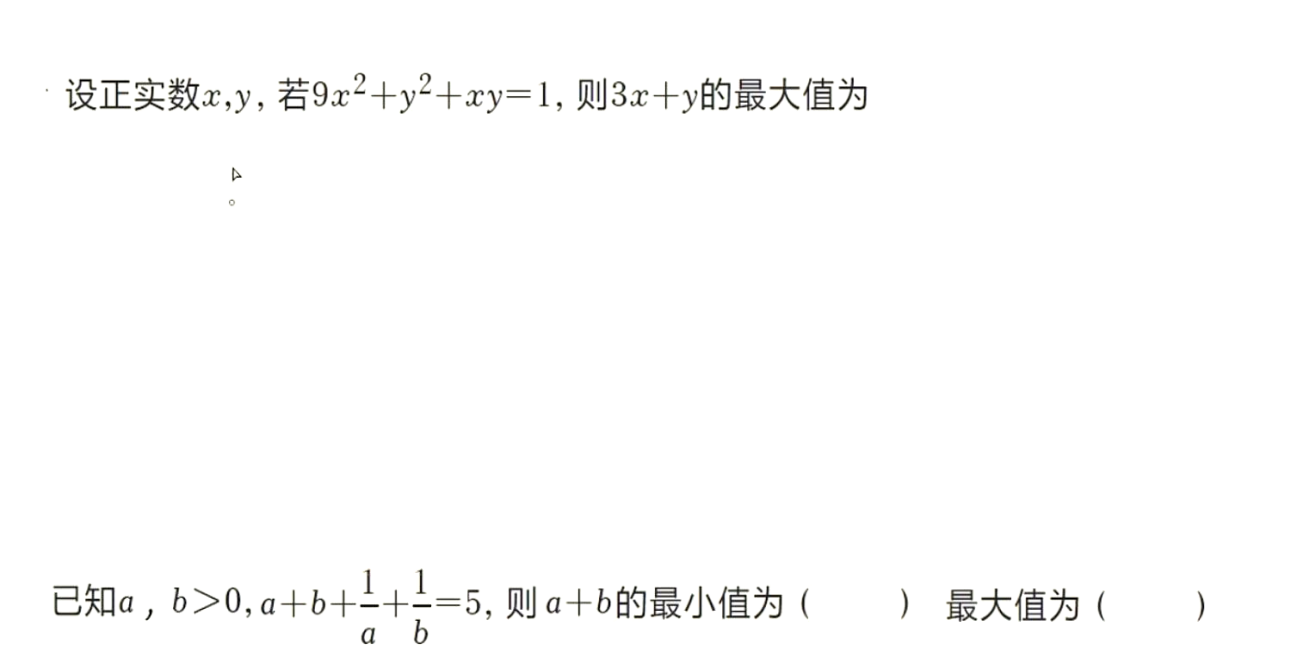 设正实数x,y, 若9x²+y²+xy=1, 则3x+y的最大值为
已知a, b>0, a+b+1/a+1/b=5, 则a+b的最小值为（    ） 最大值为（    ）